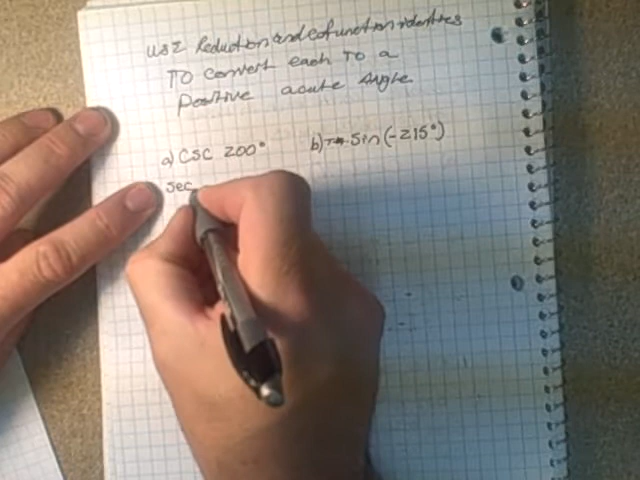 USE Reduction and cofunction identities
TO convert each TO a
positive acute Angle
a) CSC 200° b) Sin(-215°)
sec